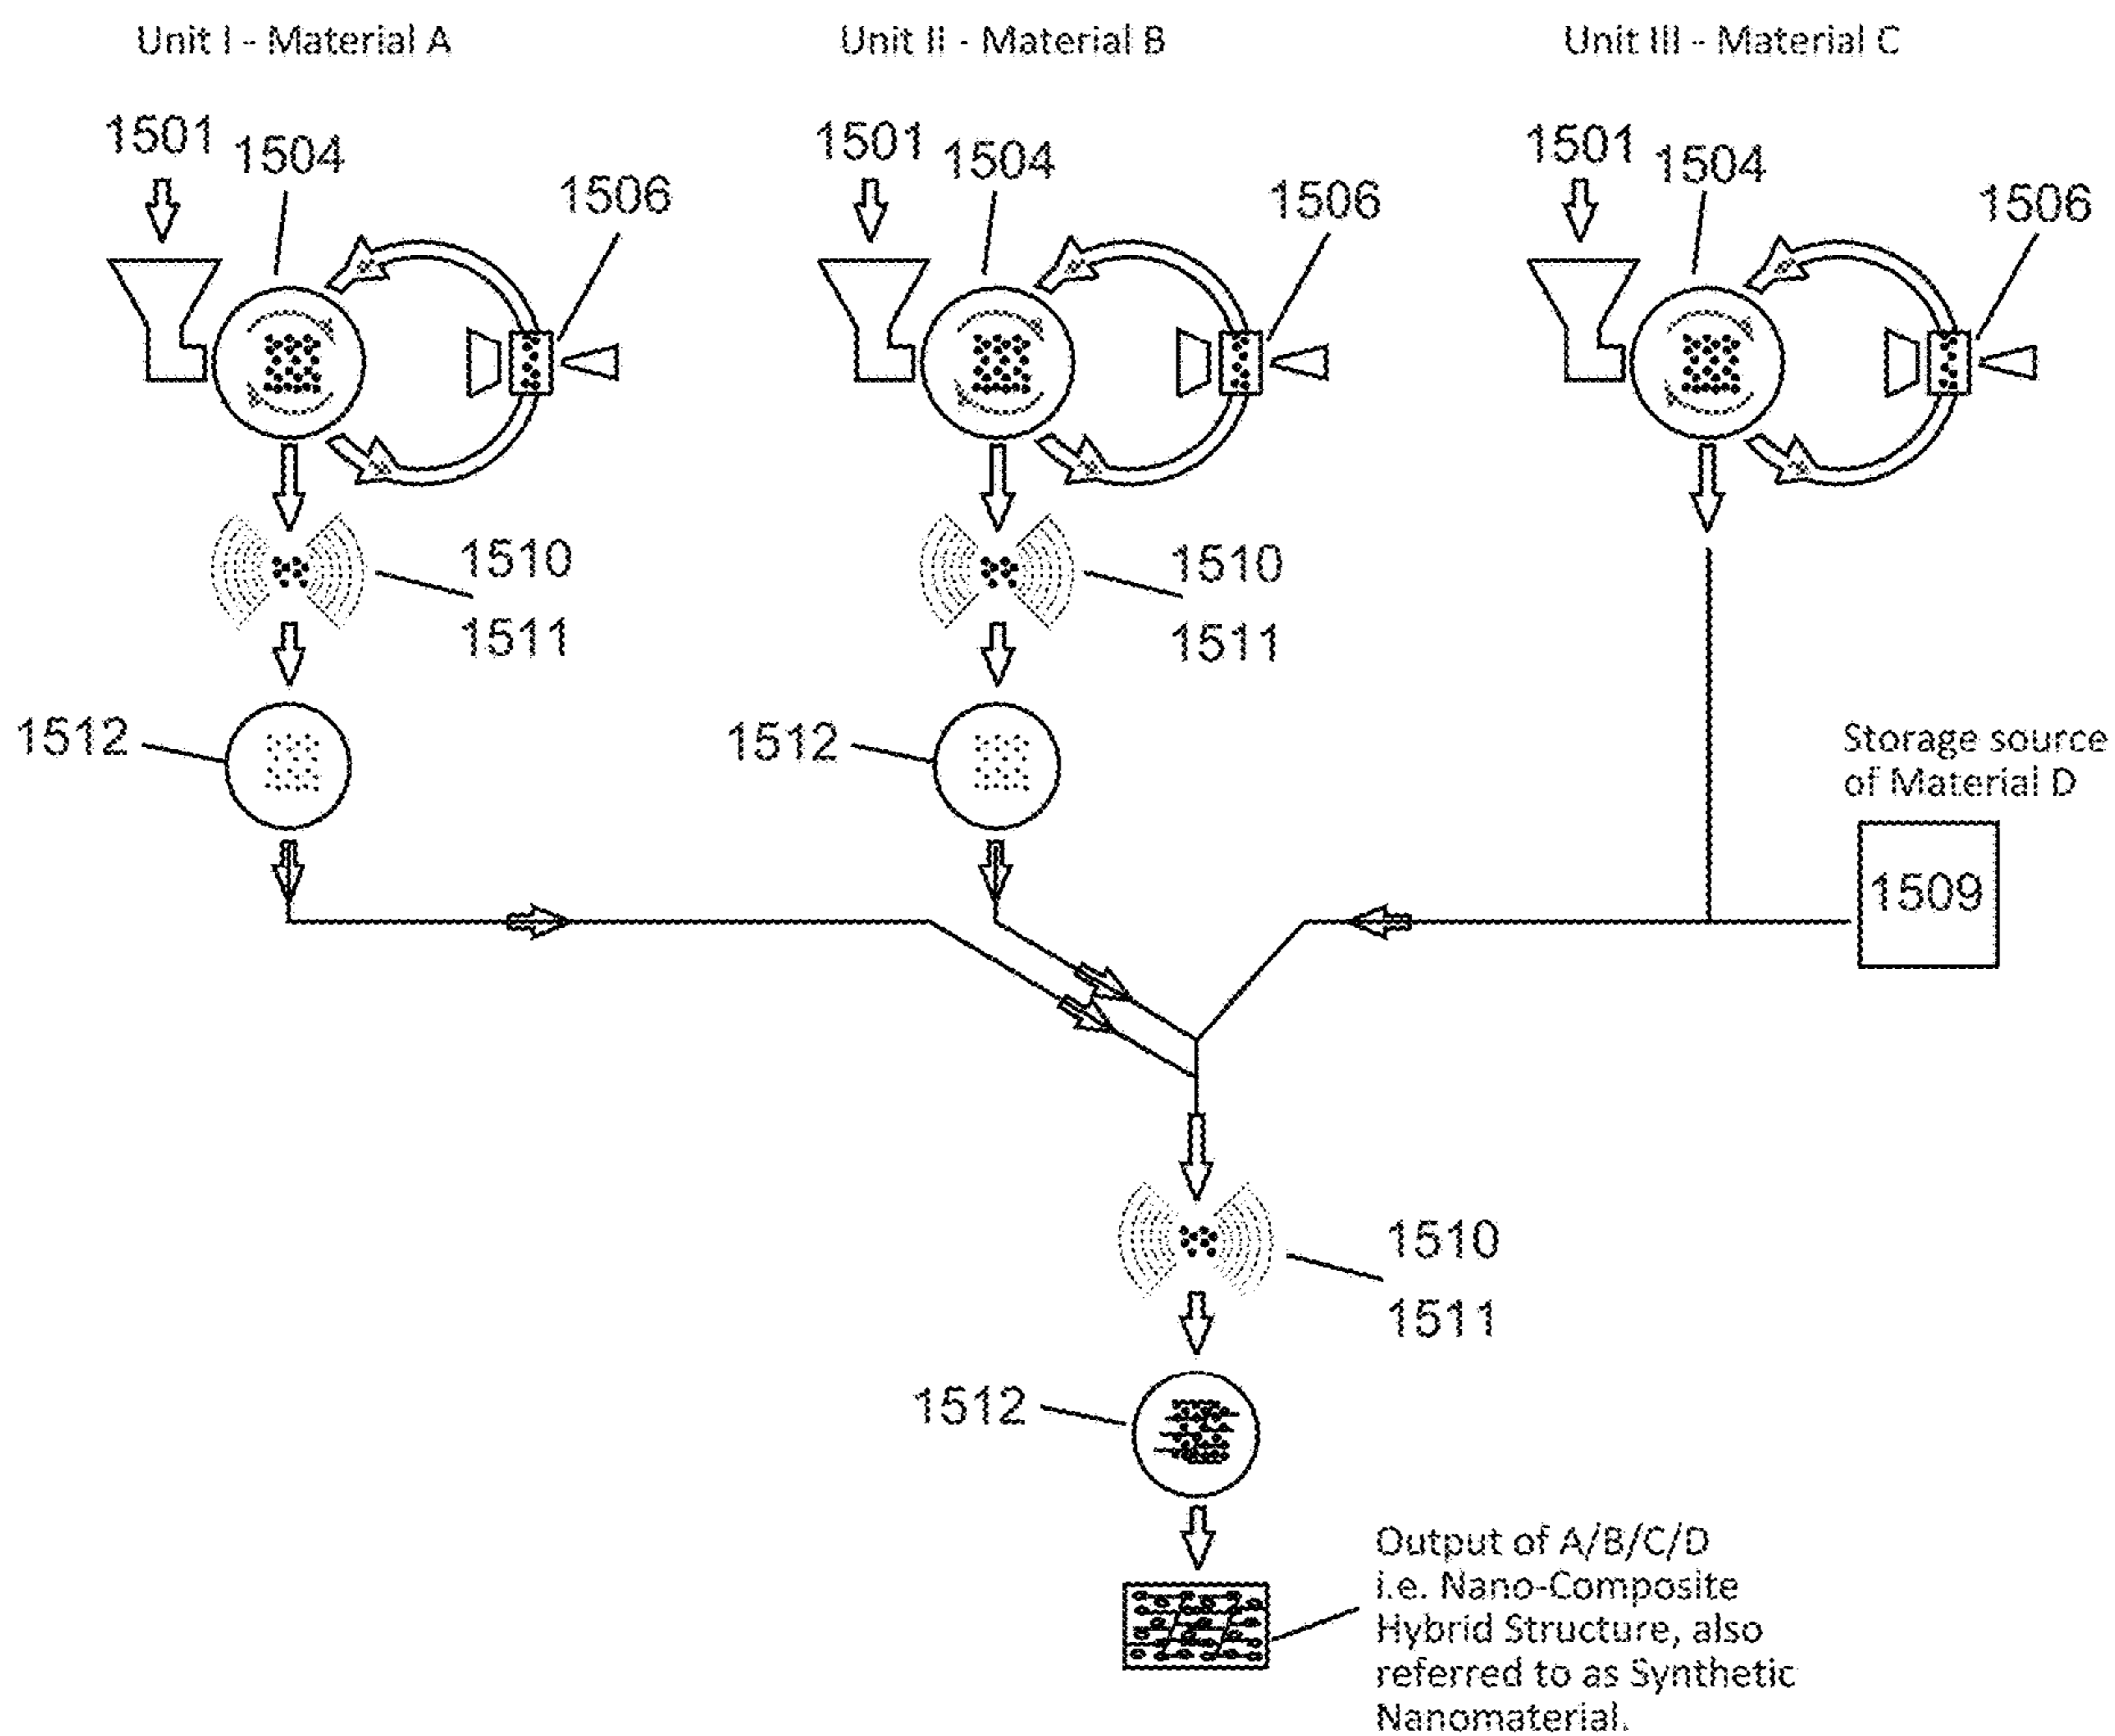 Unit I - Material A
Unit II - Material B
Unit III - Material C
1501
1504
1506
1501
1504
1506
1501
1504
1506
1510
1511
1510
1511
1512
1512
Storage source
of Material D
1509
1510
1511
1512
Output of A/B/C/D
i.e. Nano-Composite
Hybrid Structure, also
referred to as Synthetic
Nanomaterial.